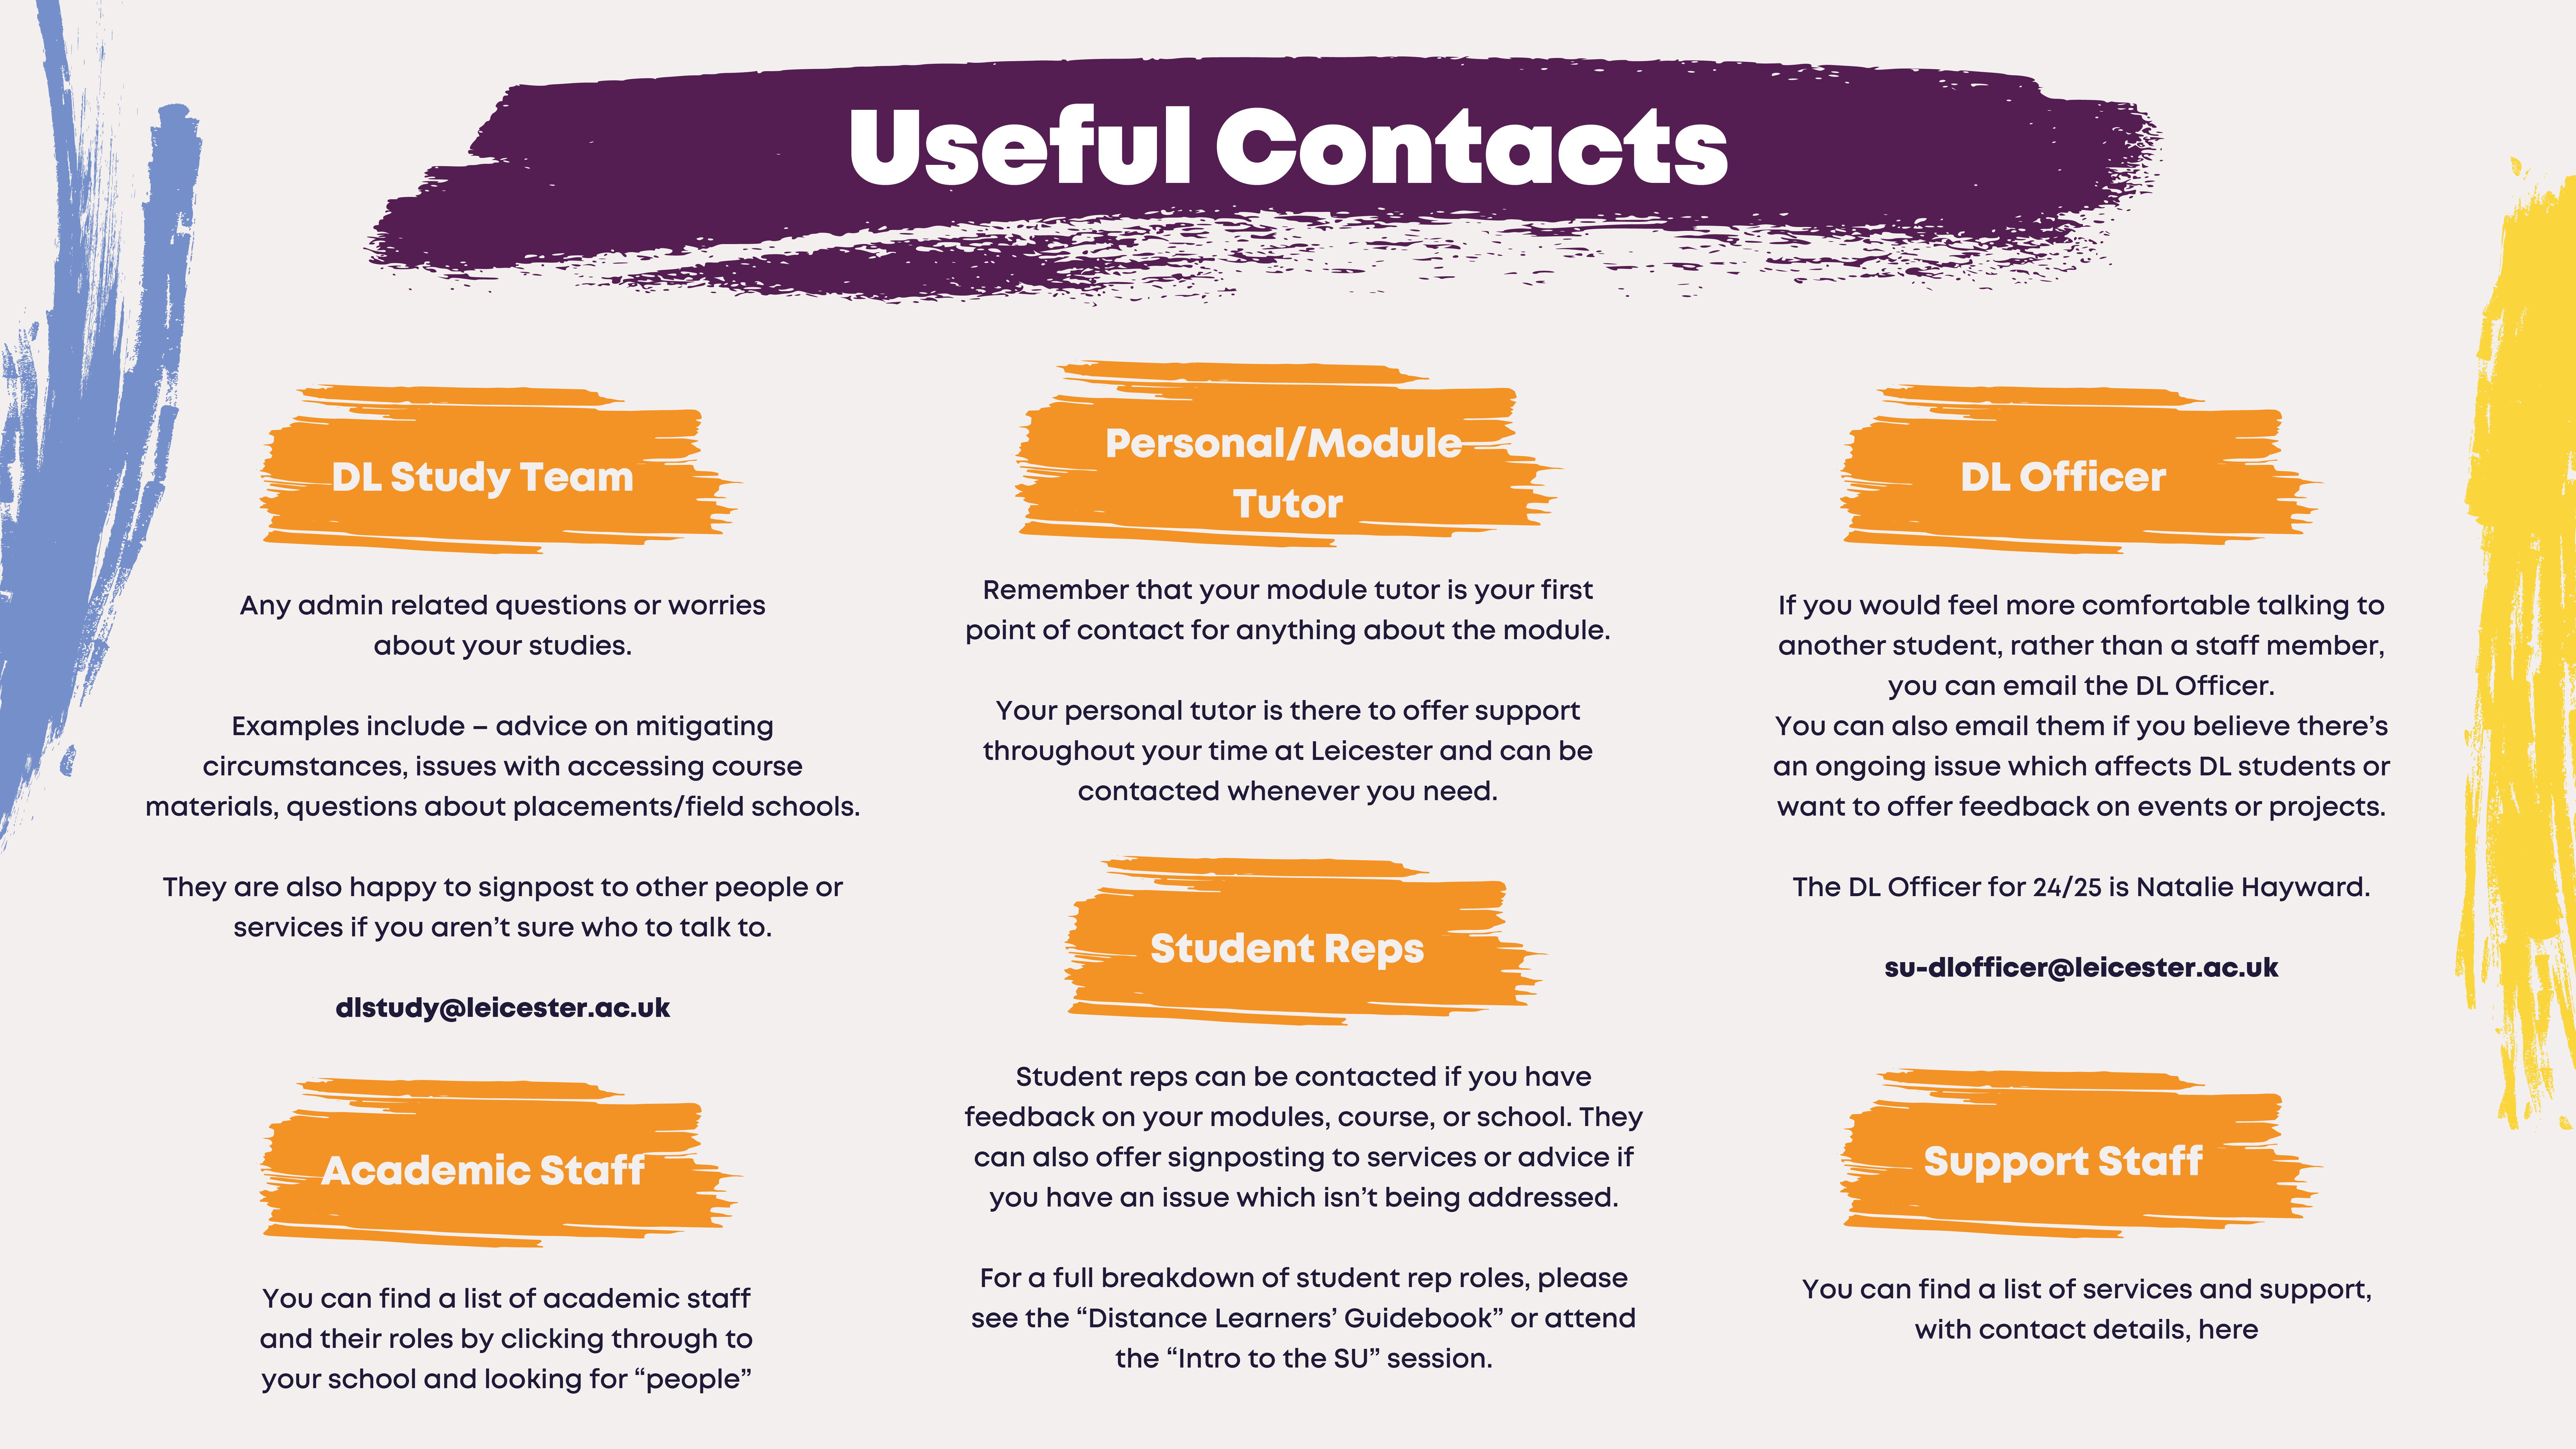 Useful Contacts
DL Study Team
Any admin related questions or worries
about your studies.
Examples include – advice on mitigating
circumstances, issues with accessing course
materials, questions about placements/field schools.
They are also happy to signpost to other people or
services if you aren’t sure who to talk to.
dlstudy@leicester.ac.uk
Academic Staff
You can find a list of academic staff
and their roles by clicking through to
your school and looking for “people”
Personal/Module
Tutor
Remember that your module tutor is your first
point of contact for anything about the module.
Your personal tutor is there to offer support
throughout your time at Leicester and can be
contacted whenever you need.
Student Reps
Student reps can be contacted if you have
feedback on your modules, course, or school. They
can also offer signposting to services or advice if
you have an issue which isn’t being addressed.
For a full breakdown of student rep roles, please
see the “Distance Learners’ Guidebook” or attend
the “Intro to the SU” session.
DL Officer
If you would feel more comfortable talking to
another student, rather than a staff member,
you can email the DL Officer.
You can also email them if you believe there’s
an ongoing issue which affects DL students or
want to offer feedback on events or projects.
The DL Officer for 24/25 is Natalie Hayward.
su-dlofficer@leicester.ac.uk
Support Staff
You can find a list of services and support,
with contact details, here